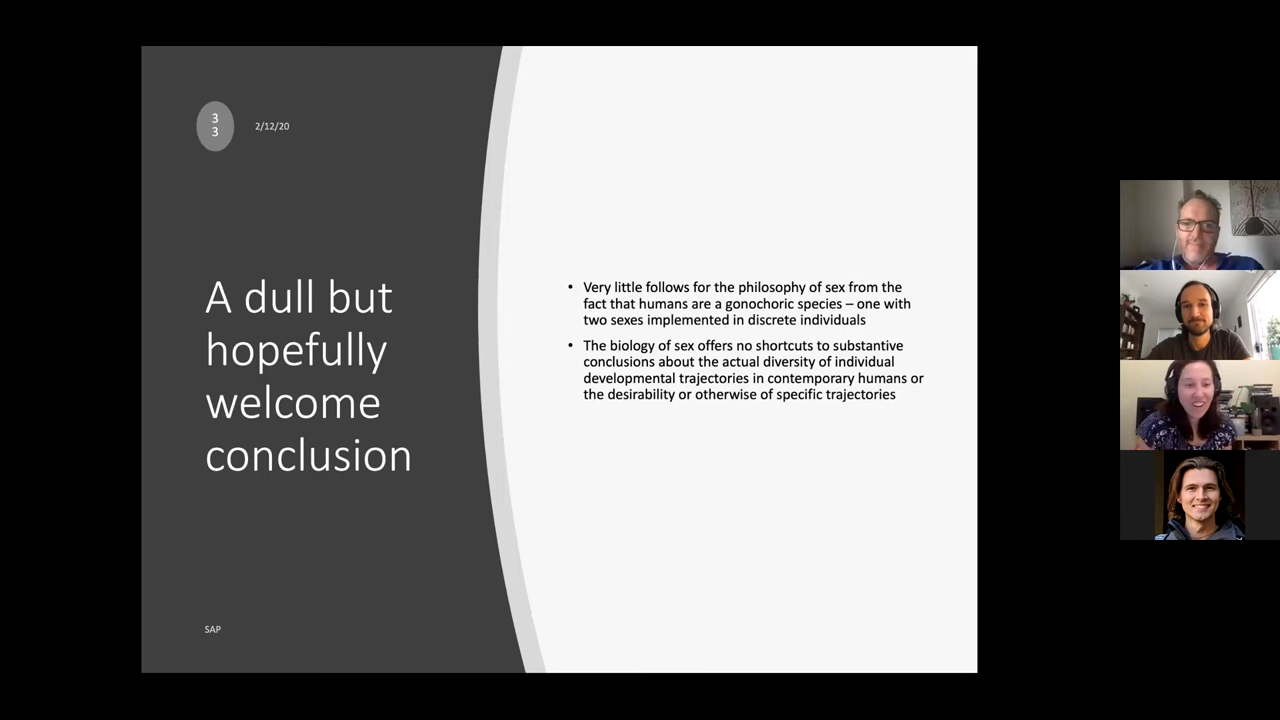 3
3
2/12/20
A dull but
hopefully
welcome
conclusion
• Very little follows for the philosophy of sex from the
fact that humans are a gonochoric species – one with
two sexes implemented in discrete individuals
• The biology of sex offers no shortcuts to substantive
conclusions about the actual diversity of individual
developmental trajectories in contemporary humans or
the desirability or otherwise of specific trajectories
SAP